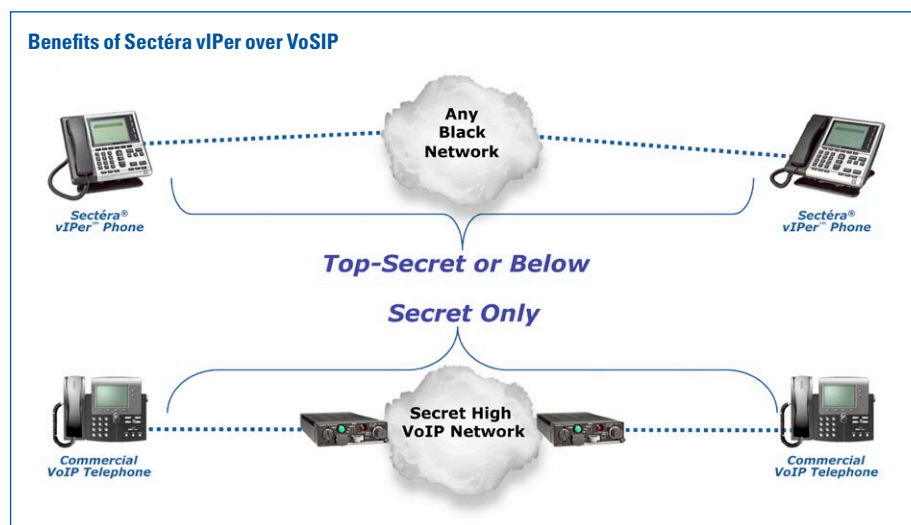 Benefits of Sectéra vIPer over VoSIP
Any
Black
Network
Sectéra®
vIPer™ Phone
Sectéra®
vIPer™ Phone
Top-Secret or Below
Secret Only
Secret High
VoIP Network
Commercial
VoIP Telephone
Commercial
VoIP Telephone